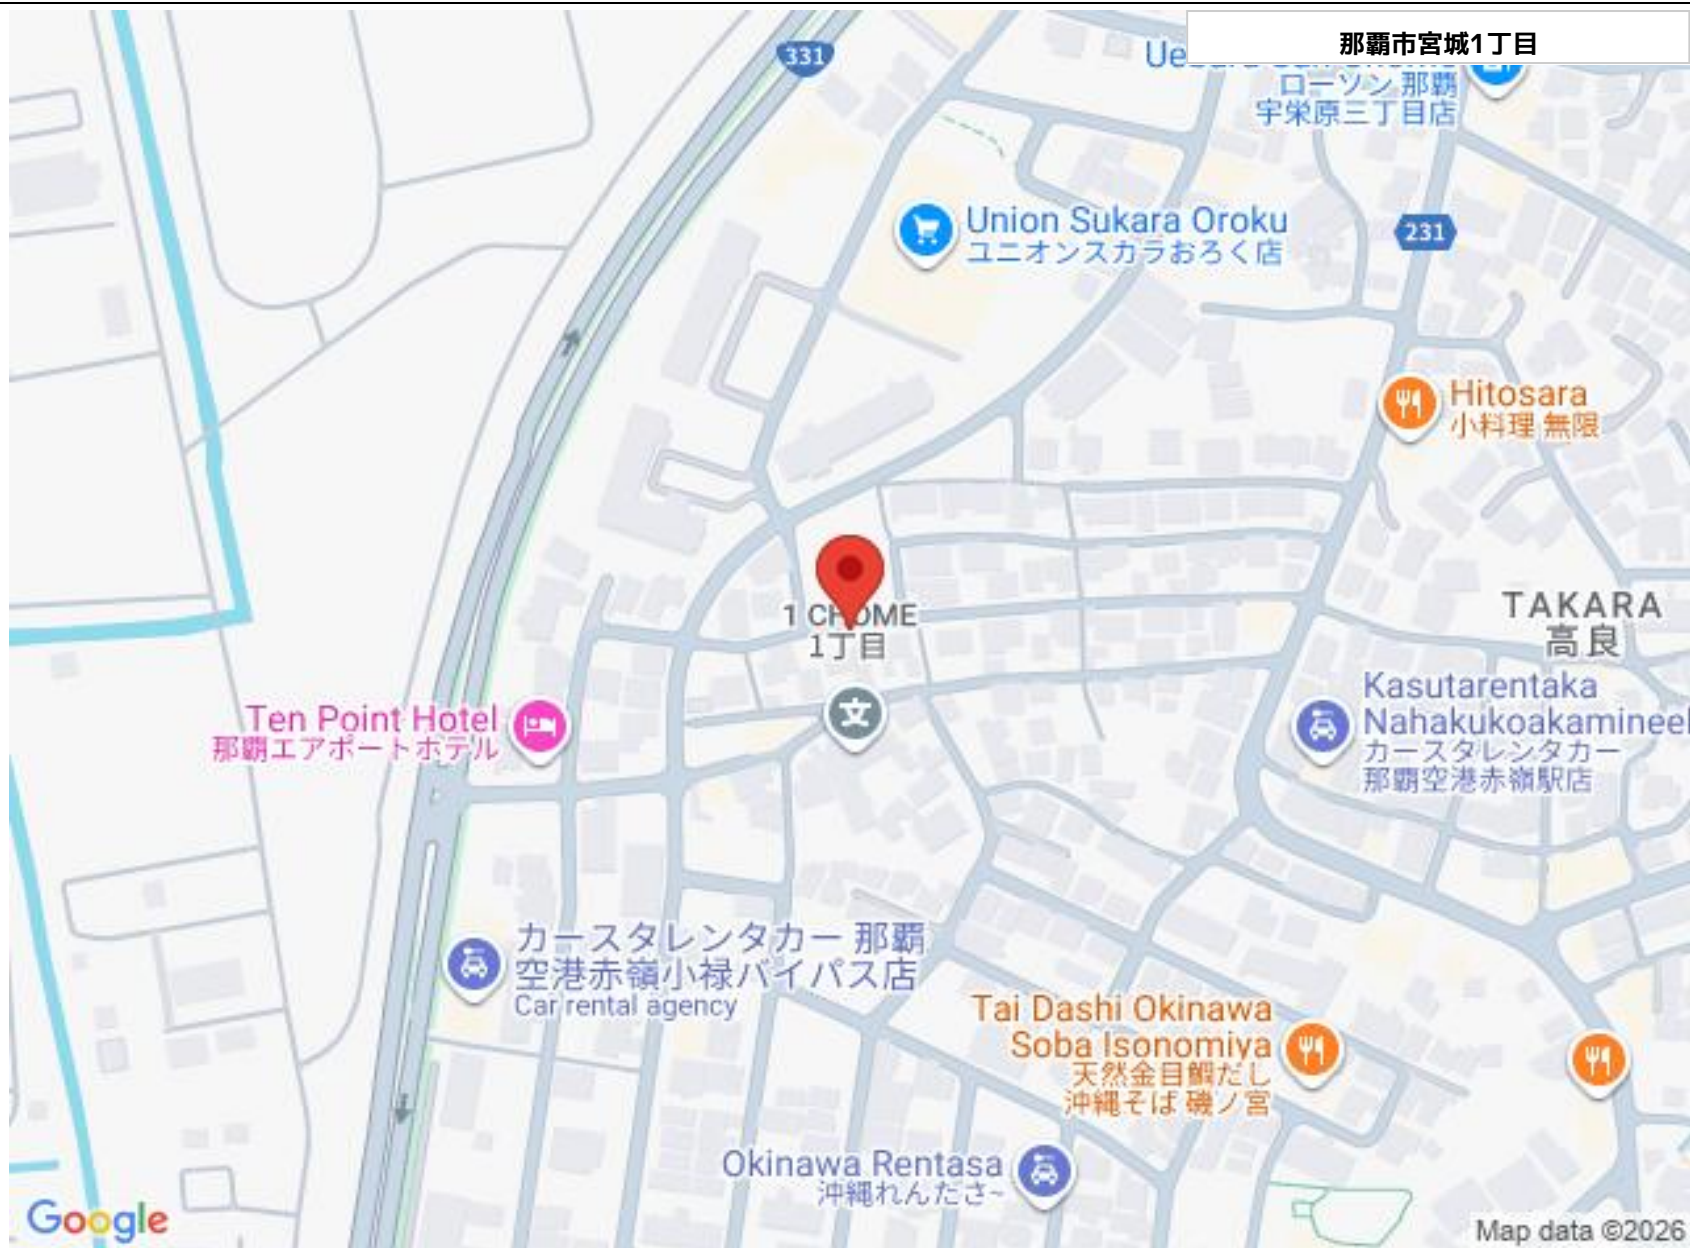 那覇市宮城1丁目
331
ローソン 那覇
宇栄原三丁目店
Union Sukara Oroku
ユニオンスカラおろく店
231
Hitosara
小料理 無限
1 CHOME
1丁目
TAKARA
高良
文
Ten Point Hotel
那覇エアポートホテル
Kasutarentaka
Nahakukoakamineel
カースタレンタカー
那覇空港赤嶺駅店
カースタレンタカー 那覇
空港赤嶺小禄バイパス店
Car rental agency
Tai Dashi Okinawa
Soba Isonomiya
天然金目鯛だし
沖縄そば 磯ノ宮
Okinawa Rentasa
沖縄れんたさ~
Google
Map data ©2026